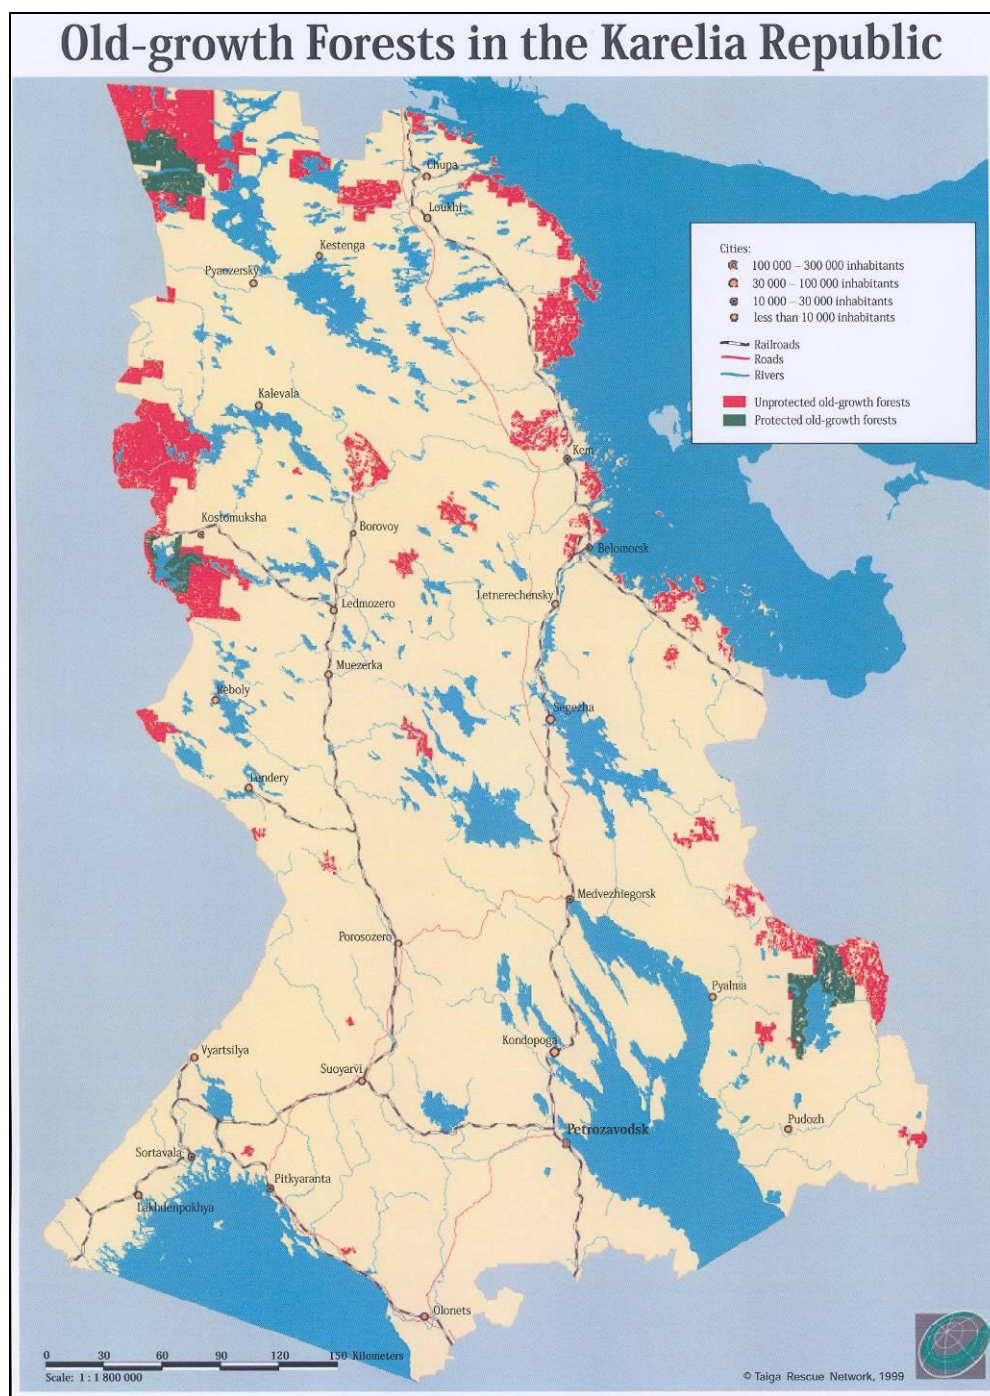 Old-growth Forests in the Karelia Republic
Chupa
Loukhi
Kestenga
Pyaozersky
Cities:
100 000 – 300 000 inhabitants
30 000 – 100 000 inhabitants
10 000 – 30 000 inhabitants
less than 10 000 inhabitants
Railroads
Roads
Rivers
Unprotected old-growth forests
Protected old-growth forests
Kalevala
Kem
Kostomuksha
Borovoy
Belomorsk
Letnerechensky
Ledmozero
Muezerka
Reboly
Segezha
Lendery
Medvezhiegorsk
Porosozero
Pyalma
Kondopoga
Vyartsilya
Suoyarvi
Petrozavodsk
Pudozh
Sortavala
Pitkyaranta
Lakhdenpokhya
Olonets
0 30 60 90 120 150 Kilometers
Scale: 1 : 1 800 000
© Taiga Rescue Network, 1999